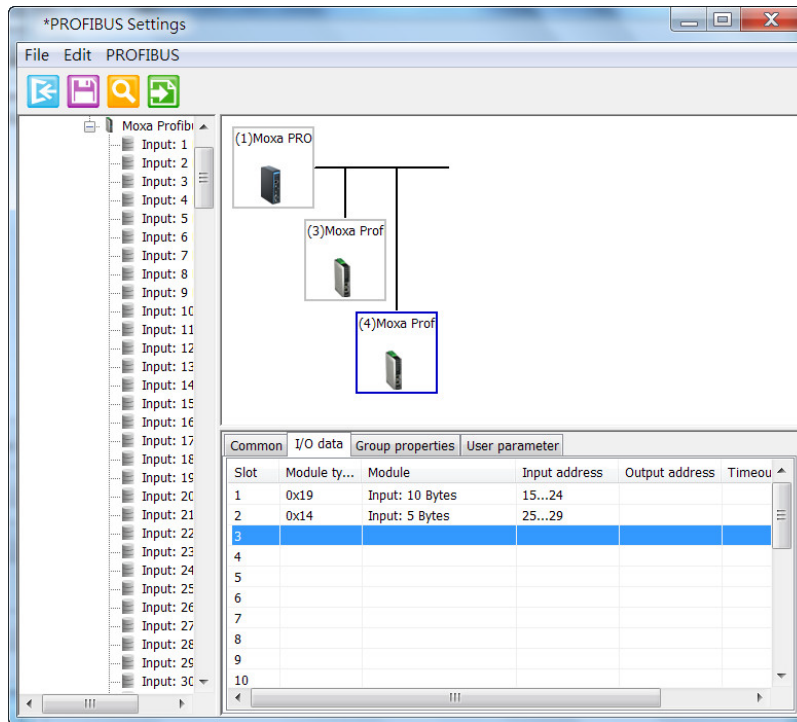 *PROFIBUS Settings
File Edit PROFIBUS
Moxa Profib
Input: 1
Input: 2
Input: 3
Input: 4
Input: 5
Input: 6
Input: 7
Input: 8
Input: 9
Input: 10
Input: 11
Input: 12
Input: 13
Input: 14
Input: 15
Input: 16
Input: 17
Input: 18
Input: 19
Input: 20
Input: 21
Input: 22
Input: 23
Input: 24
Input: 25
Input: 26
Input: 27
Input: 28
Input: 29
Input: 30
(1)Moxa PRO
(3)Moxa Prof
(4)Moxa Prof
Common I/O data Group properties User parameter
Slot Module ty... Module Input address Output address Timeou
1 0x19 Input: 10 Bytes 15...24
2 0x14 Input: 5 Bytes 25...29
3
4
5
6
7
8
9
10